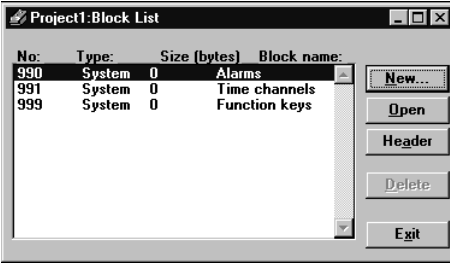 Project1:Block List
No: Type: Size (bytes) Block name:
990 System 0 Alarms
991 System 0 Time channels
999 System 0 Function keys
New...
Open
Header
Delete
Exit